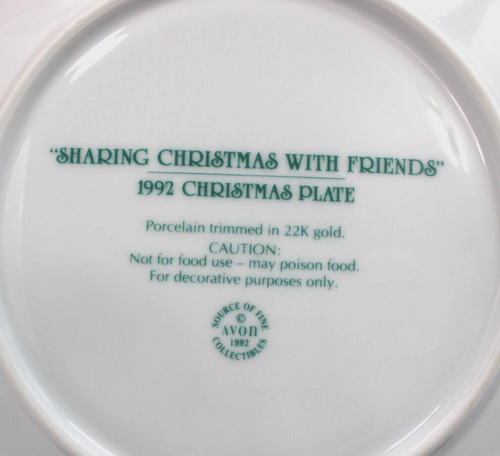 "SHARING CHRISTMAS WITH FRIENDS"
1992 CHRISTMAS PLATE
Porcelain trimmed in 22K gold.
CAUTION:
Not for food use – may poison food.
For decorative purposes only.
SOURCE OF FINE
©
AVON
1992
COLLECTIBLES